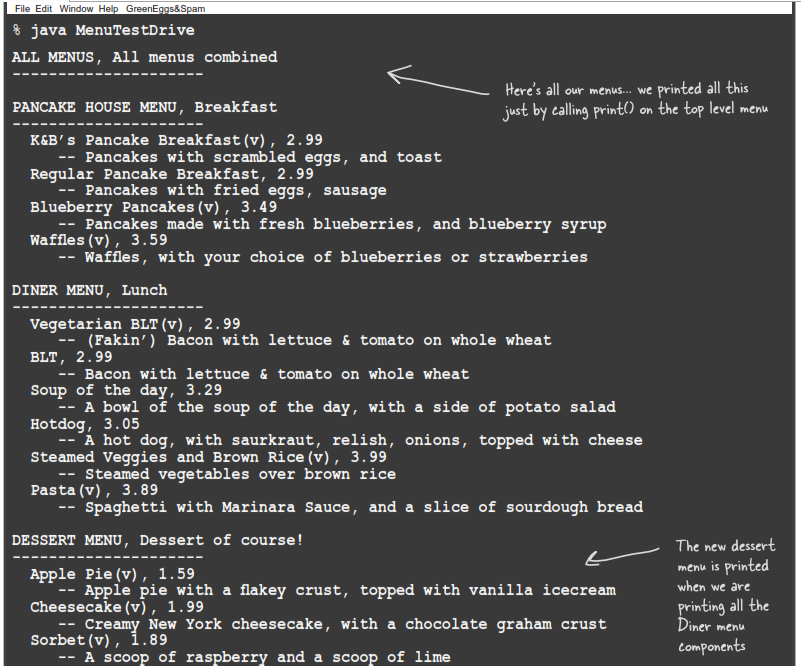 File Edit Window Help GreenEggs&Spam
% java MenuTestDrive
ALL MENUS, All menus combined
---------------------
Here's all our menus... we printed all this
just by calling print() on the top level menu
PANCAKE HOUSE MENU, Breakfast
---------------------
K&B’s Pancake Breakfast(v), 2.99
-- Pancakes with scrambled eggs, and toast
Regular Pancake Breakfast, 2.99
-- Pancakes with fried eggs, sausage
Blueberry Pancakes(v), 3.49
-- Pancakes made with fresh blueberries, and blueberry syrup
Waffles(v), 3.59
-- Waffles, with your choice of blueberries or strawberries
DINER MENU, Lunch
---------------------
Vegetarian BLT(v), 2.99
-- (Fakin’) Bacon with lettuce & tomato on whole wheat
BLT, 2.99
-- Bacon with lettuce & tomato on whole wheat
Soup of the day, 3.29
-- A bowl of the soup of the day, with a side of potato salad
Hotdog, 3.05
-- A hot dog, with saurkraut, relish, onions, topped with cheese
Steamed Veggies and Brown Rice(v), 3.99
-- Steamed vegetables over brown rice
Pasta(v), 3.89
-- Spaghetti with Marinara Sauce, and a slice of sourdough bread
DESSERT MENU, Dessert of course!
---------------------
Apple Pie(v), 1.59
-- Apple pie with a flakey crust, topped with vanilla icecream
Cheesecake(v), 1.99
-- Creamy New York cheesecake, with a chocolate graham crust
Sorbet(v), 1.89
-- A scoop of raspberry and a scoop of lime
The new dessert
menu is printed
when we are
printing all the
Diner menu
components